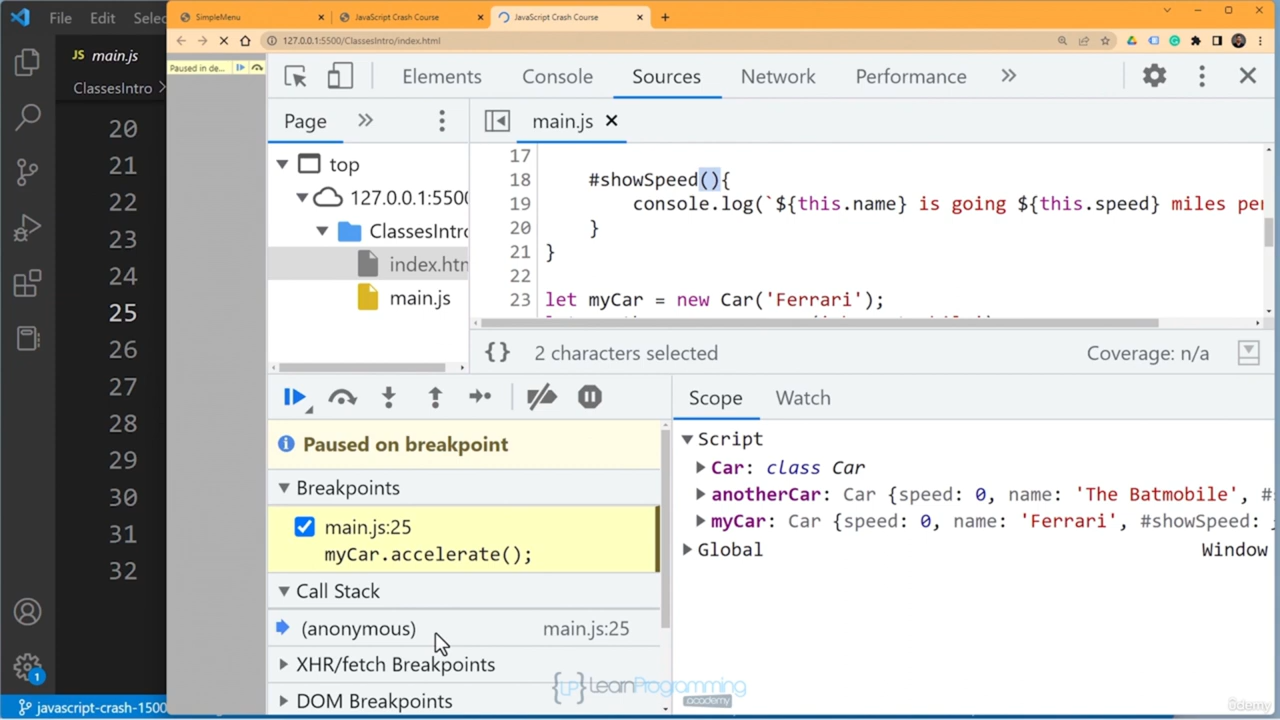 File Edit Selec
JS main.js
ClassesIntro
20
21
22
23
24
25
26
27
28
29
30
31
32
1
javascript-crash-1500
SimpleMenu
JavaScript Crash Course
JavaScript Crash Course
127.0.0.1:5500/ClassesIntro/index.html
Paused in de...
Elements Console Sources Network Performance
Page
top
127.0.0.1:5500
ClassesIntro
index.htm
main.js
main.js
17
18 #showSpeed(){
19 console.log(`${this.name} is going ${this.speed} miles per
20 }
21 }
22
23 let myCar = new Car('Ferrari');
{} 2 characters selected Coverage: n/a
Paused on breakpoint
Breakpoints
main.js:25
myCar.accelerate();
Call Stack
(anonymous) main.js:25
XHR/fetch Breakpoints
DOM Breakpoints
Scope Watch
Script
Car: class Car
anotherCar: Car {speed: 0, name: 'The Batmobile', #s
myCar: Car {speed: 0, name: 'Ferrari', #showSpeed:
Global Window
{LP} LearnProgramming
academy
ûdemy